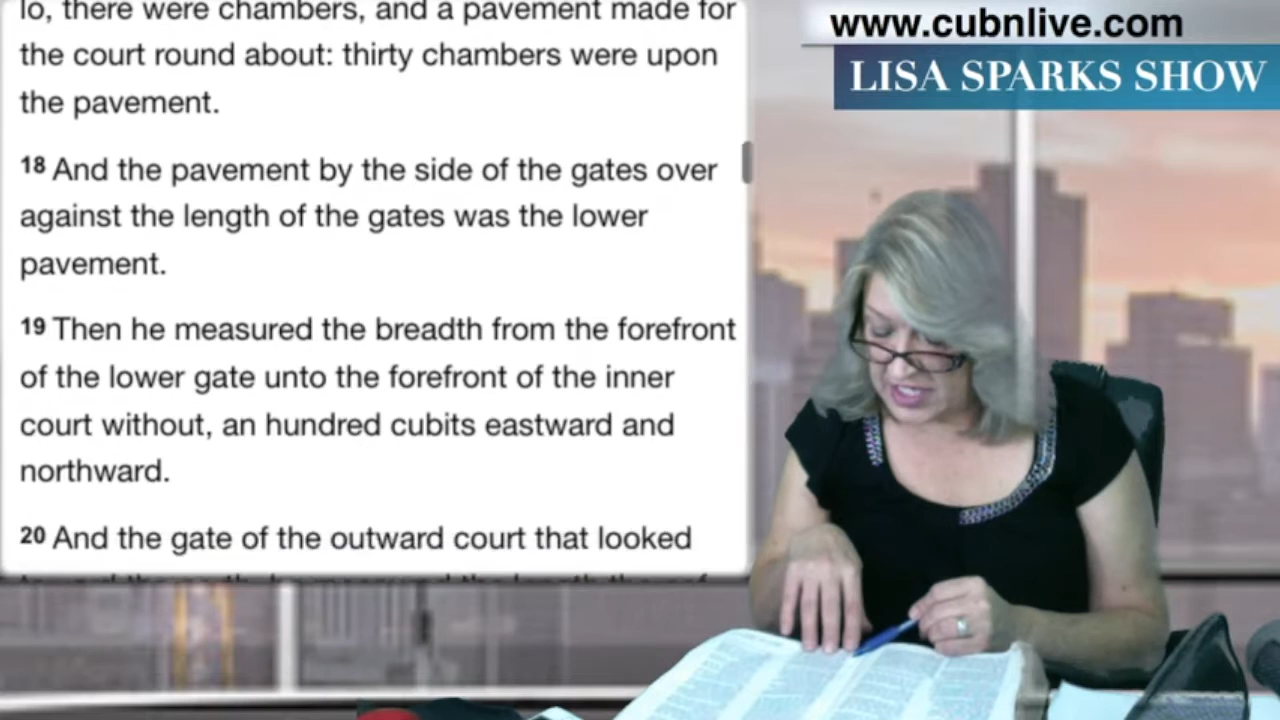 lo, there were chambers, and a pavement made for
the court round about: thirty chambers were upon
the pavement.
18 And the pavement by the side of the gates over
against the length of the gates was the lower
pavement.
19 Then he measured the breadth from the forefront
of the lower gate unto the forefront of the inner
court without, an hundred cubits eastward and
northward.
20 And the gate of the outward court that looked
www.cubnlive.com
LISA SPARKS SHOW